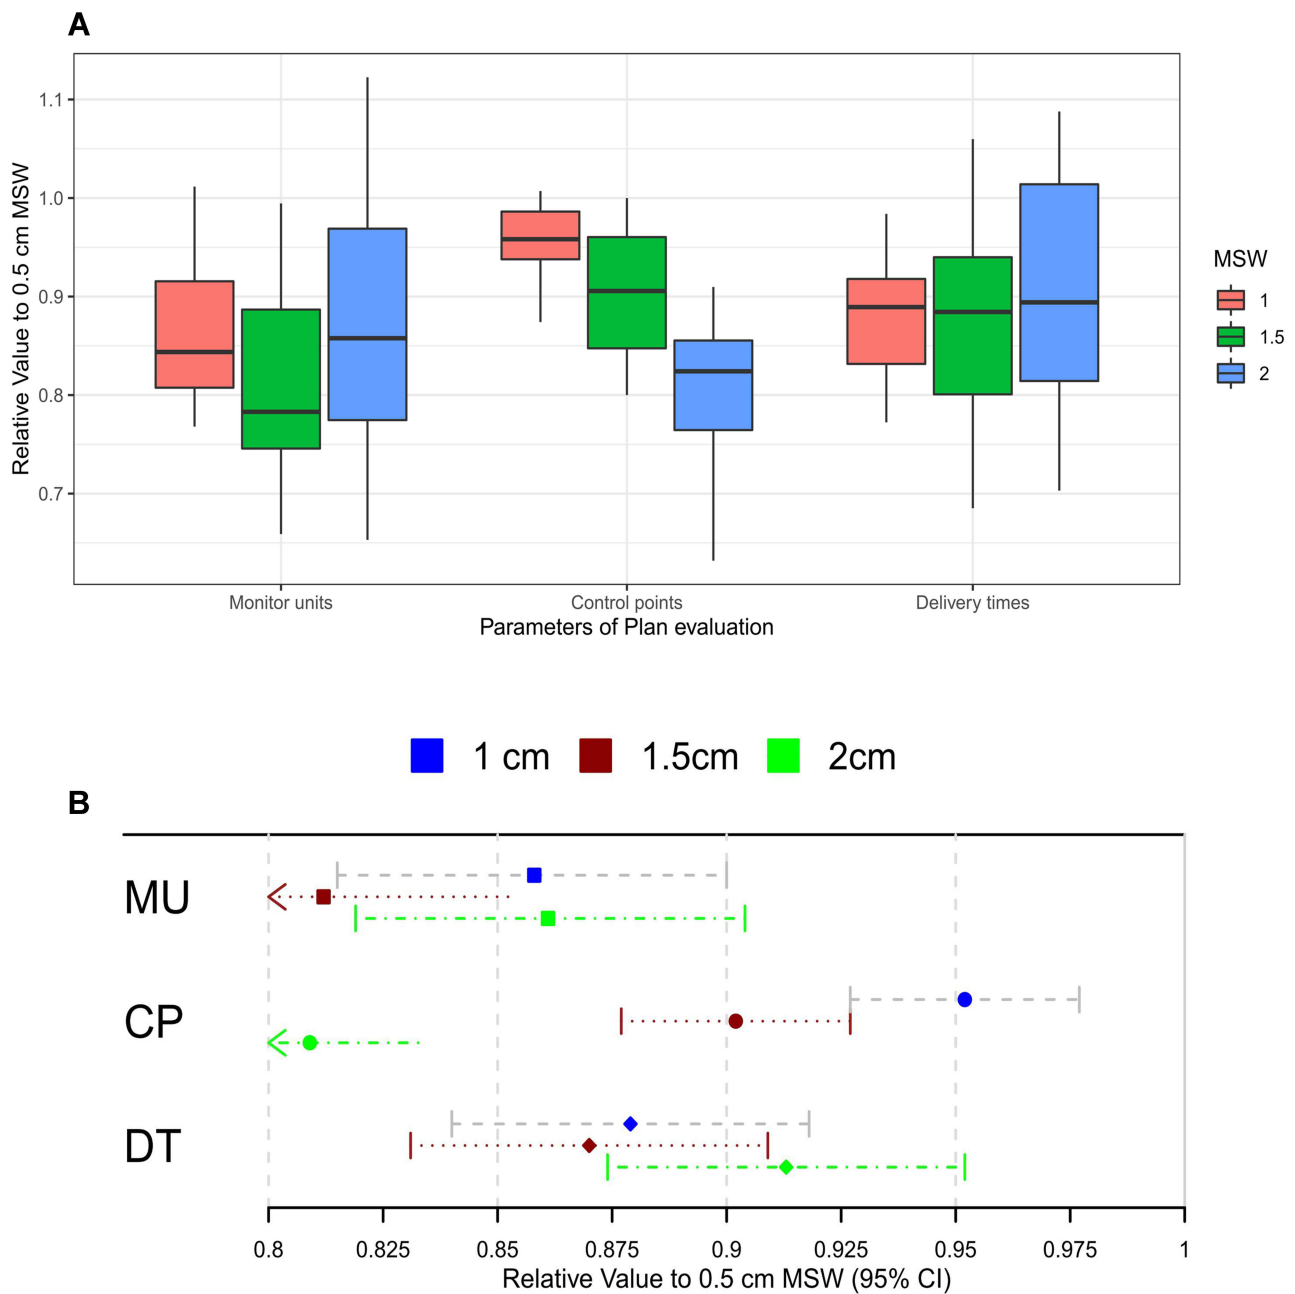 A
Relative Value to 0.5 cm MSW
1.1
1.0
0.9
0.8
0.7
Monitor units Control points Delivery times
Parameters of Plan evaluation
MSW
1
1.5
2
1 cm 1.5cm 2cm
B
MU
CP
DT
0.8 0.825 0.85 0.875 0.9 0.925 0.95 0.975 1
Relative Value to 0.5 cm MSW (95% CI)